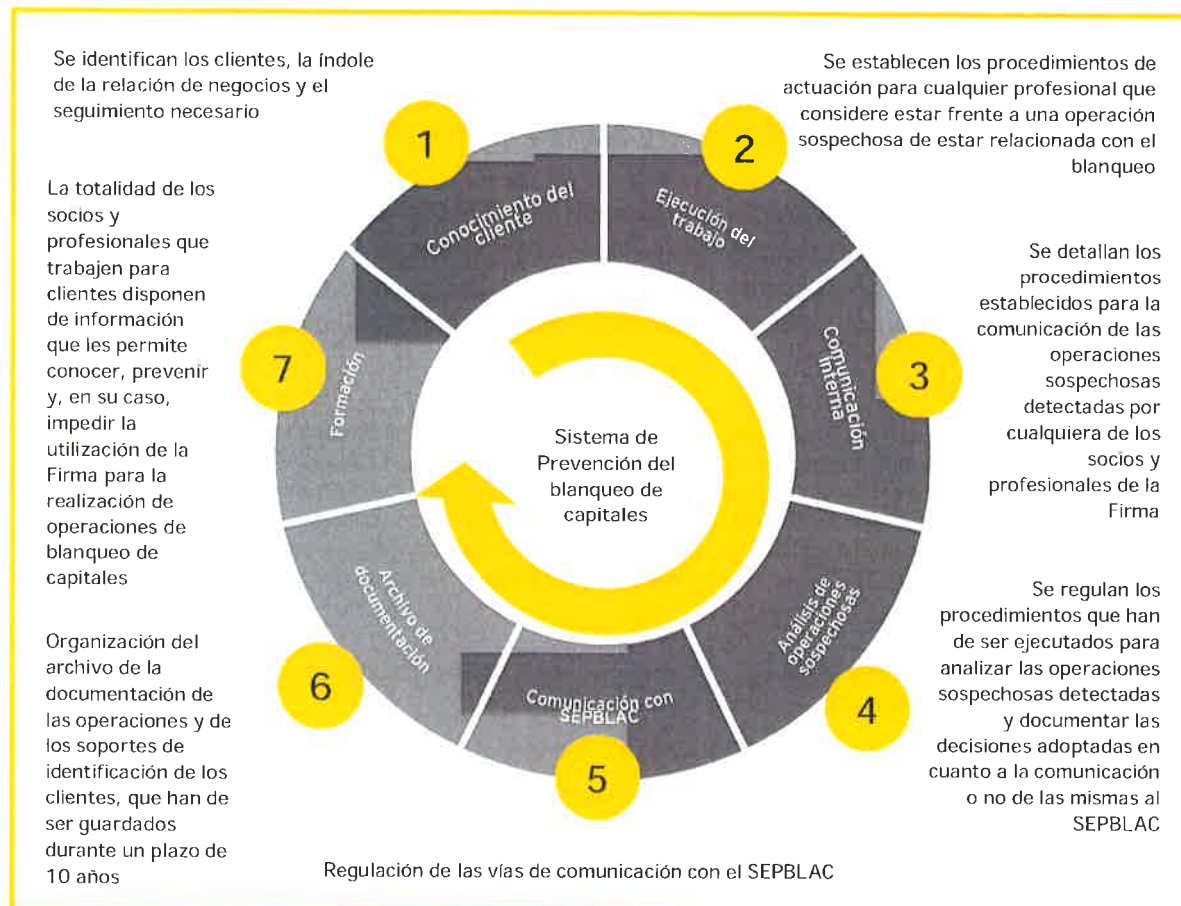 Se identifican los clientes, la índole
de la relación de negocios y el
seguimiento necesario
1
Conocimiento del
cliente
Se establecen los procedimientos de
actuación para cualquier profesional que
considere estar frente a una operación
sospechosa de estar relacionada con el
blanqueo
2
Ejecución del
trabajo
Se detallan los
procedimientos
establecidos para la
comunicación de las
operaciones
sospechosas
detectadas por
cualquiera de los
socios y
profesionales de la
Firma
3
Comunicación
interna
Se regulan los
procedimientos que han
de ser ejecutados para
analizar las operaciones
sospechosas detectadas
y documentar las
decisiones adoptadas en
cuanto a la comunicación
o no de las mismas al
SEPBLAC
4
Análisis de
operaciones
sospechosas
Comunicación con
SEPBLAC
5
Regulación de las vías de comunicación con el SEPBLAC
Archivo de
documentación
6
Organización del
archivo de la
documentación de
las operaciones y de
los soportes de
identificación de los
clientes, que han de
ser guardados
durante un plazo de
10 años
Formación
7
La totalidad de los
socios y
profesionales que
trabajen para
clientes disponen
de información
que les permite
conocer, prevenir
y, en su caso,
impedir la
utilización de la
Firma para la
realización de
operaciones de
blanqueo de
capitales
Sistema de
Prevención del
blanqueo de
capitales